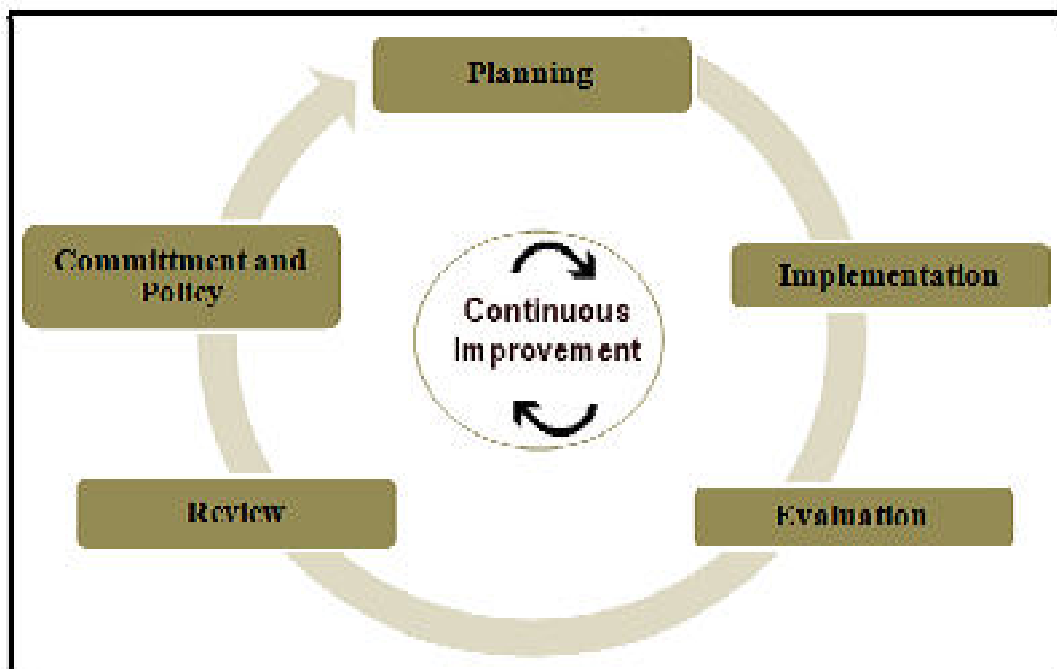 Planning
Implementation
Evaluation
Review
Committment and
Policy
Continuous
Improvement